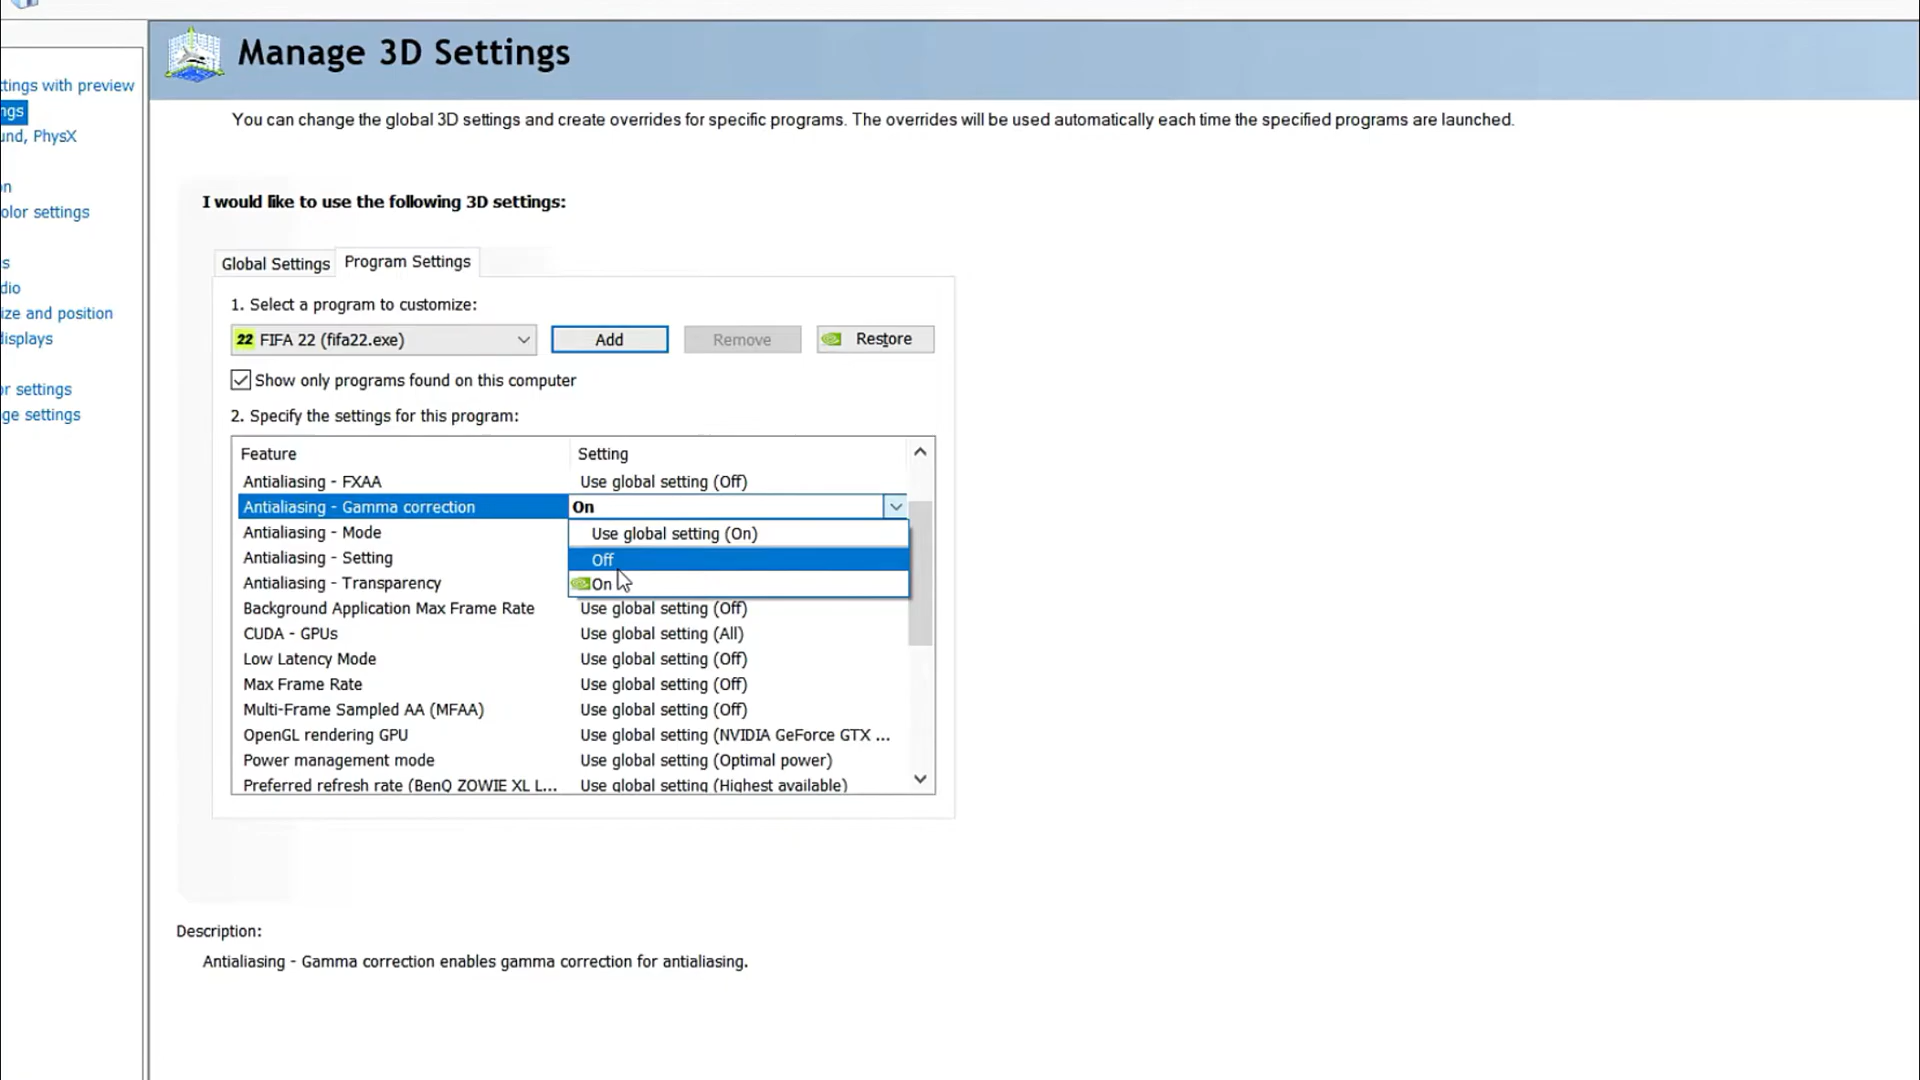 Manage 3D Settings
ttings with preview
ngs
und, PhysX
on
olor settings
s
dio
ize and position
displays
or settings
ge settings
You can change the global 3D settings and create overrides for specific programs. The overrides will be used automatically each time the specified programs are launched.
I would like to use the following 3D settings:
Global Settings Program Settings
1. Select a program to customize:
22 FIFA 22 (fifa22.exe) Add Remove Restore
Show only programs found on this computer
2. Specify the settings for this program:
Feature Setting
Antialiasing - FXAA Use global setting (Off)
Antialiasing - Gamma correction On
Antialiasing - Mode Use global setting (On)
Antialiasing - Setting Off
Antialiasing - Transparency On
Background Application Max Frame Rate Use global setting (Off)
CUDA - GPUs Use global setting (All)
Low Latency Mode Use global setting (Off)
Max Frame Rate Use global setting (Off)
Multi-Frame Sampled AA (MFAA) Use global setting (Off)
OpenGL rendering GPU Use global setting (NVIDIA GeForce GTX ...
Power management mode Use global setting (Optimal power)
Preferred refresh rate (BenQ ZOWIE XL L... Use global setting (Highest available)
Description:
Antialiasing - Gamma correction enables gamma correction for antialiasing.